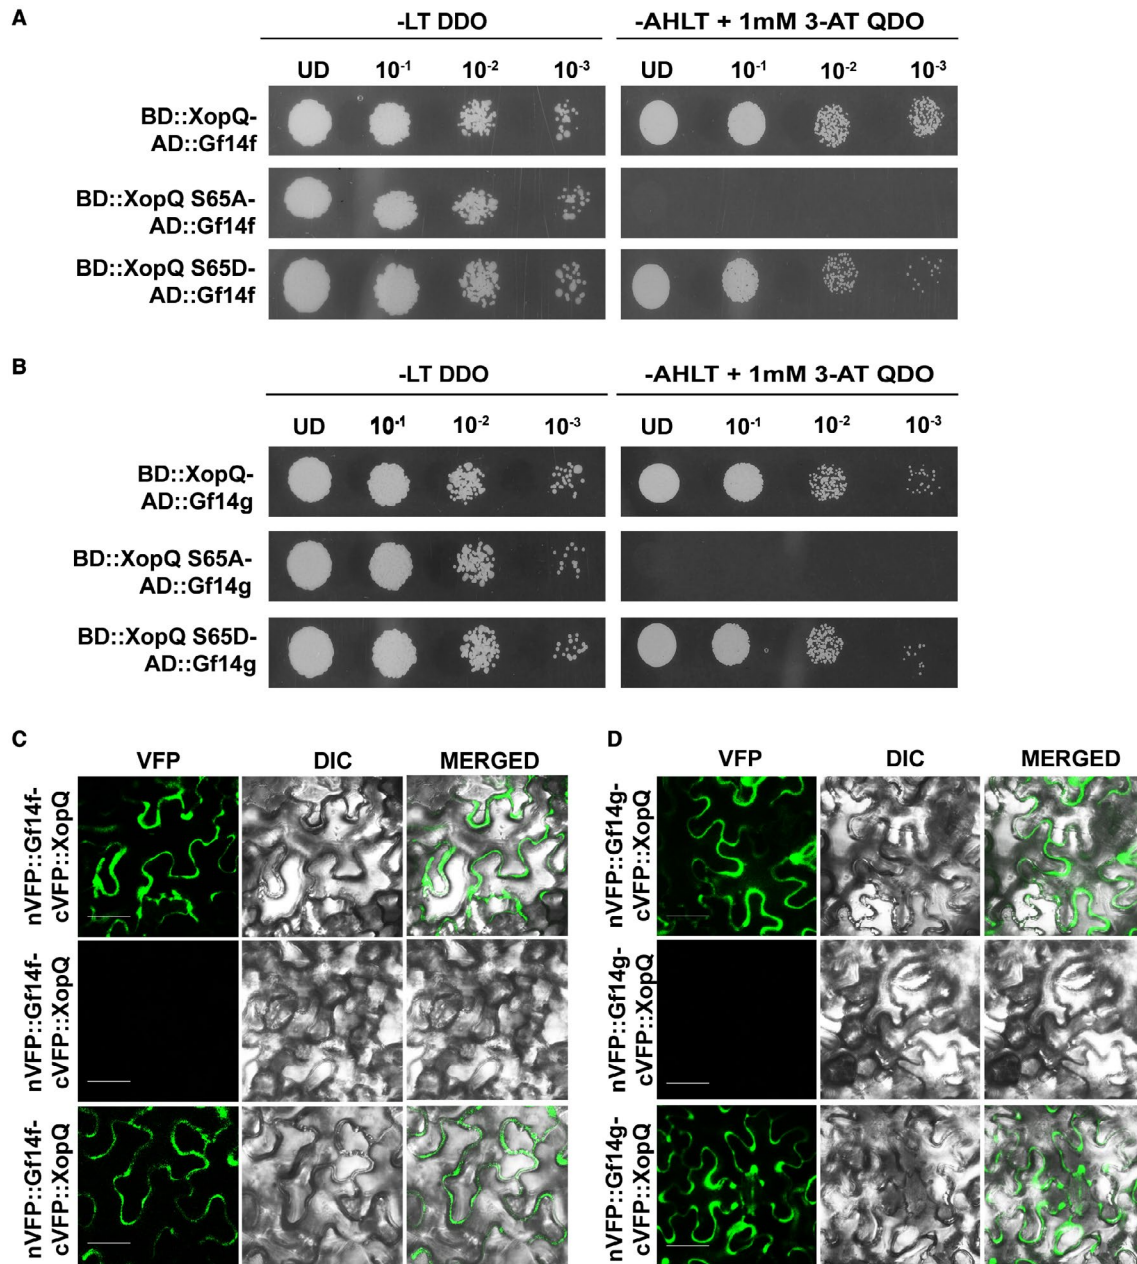 A
-LT DDO
-AHLT + 1mM 3-AT QDO
UD 10⁻¹ 10⁻² 10⁻³ UD 10⁻¹ 10⁻² 10⁻³
BD::XopQ-
AD::Gf14f
BD::XopQ S65A-
AD::Gf14f
BD::XopQ S65D-
AD::Gf14f
B
-LT DDO
-AHLT + 1mM 3-AT QDO
UD 10⁻¹ 10⁻² 10⁻³ UD 10⁻¹ 10⁻² 10⁻³
BD::XopQ-
AD::Gf14g
BD::XopQ S65A-
AD::Gf14g
BD::XopQ S65D-
AD::Gf14g
C
VFP DIC MERGED
nVFP::Gf14f-
cVFP::XopQ
nVFP::Gf14f-
cVFP::XopQ
nVFP::Gf14f-
cVFP::XopQ
D
VFP DIC MERGED
nVFP::Gf14g-
cVFP::XopQ
nVFP::Gf14g-
cVFP::XopQ
nVFP::Gf14g-
cVFP::XopQ